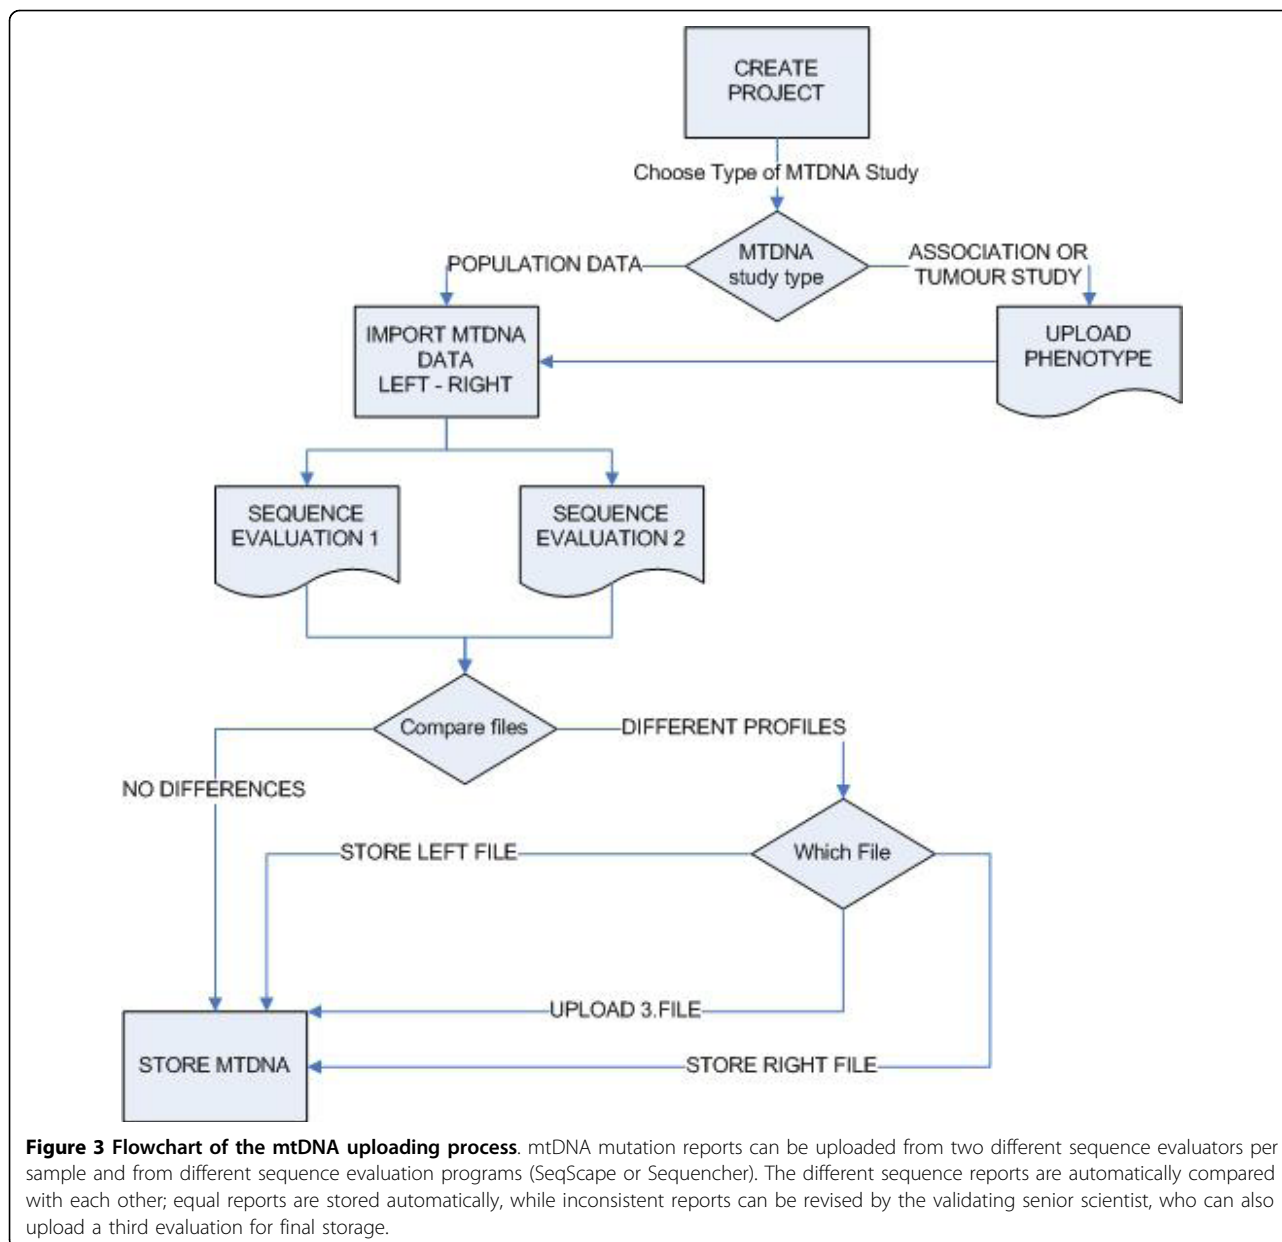 CREATE
PROJECT
Choose Type of MTDNA Study
MTDNA
study type
POPULATION DATA
ASSOCIATION OR
TUMOUR STUDY
IMPORT MTDNA
DATA
LEFT - RIGHT
UPLOAD
PHENOTYPE
SEQUENCE
EVALUATION 1
SEQUENCE
EVALUATION 2
Compare files
DIFFERENT PROFILES
NO DIFFERENCES
STORE LEFT FILE
Which File
UPLOAD 3.FILE
STORE MTDNA
STORE RIGHT FILE
Figure 3 Flowchart of the mtDNA uploading process. mtDNA mutation reports can be uploaded from two different sequence evaluators per
sample and from different sequence evaluation programs (SeqScape or Sequencher). The different sequence reports are automatically compared
with each other; equal reports are stored automatically, while inconsistent reports can be revised by the validating senior scientist, who can also
upload a third evaluation for final storage.